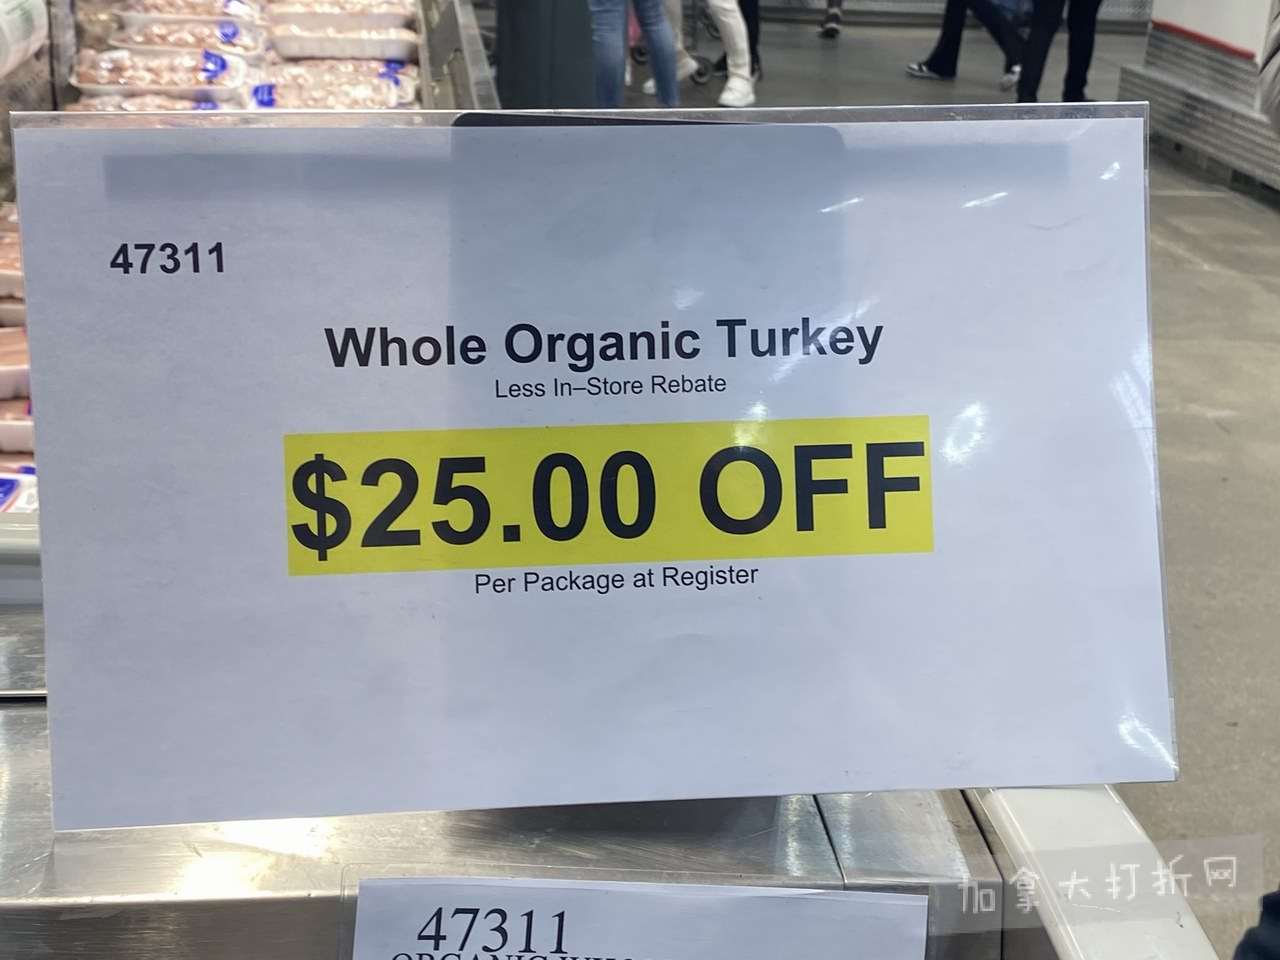 47311
Whole Organic Turkey
Less In–Store Rebate
$25.00 OFF
Per Package at Register
47311
ORGANIC
加拿大打折网